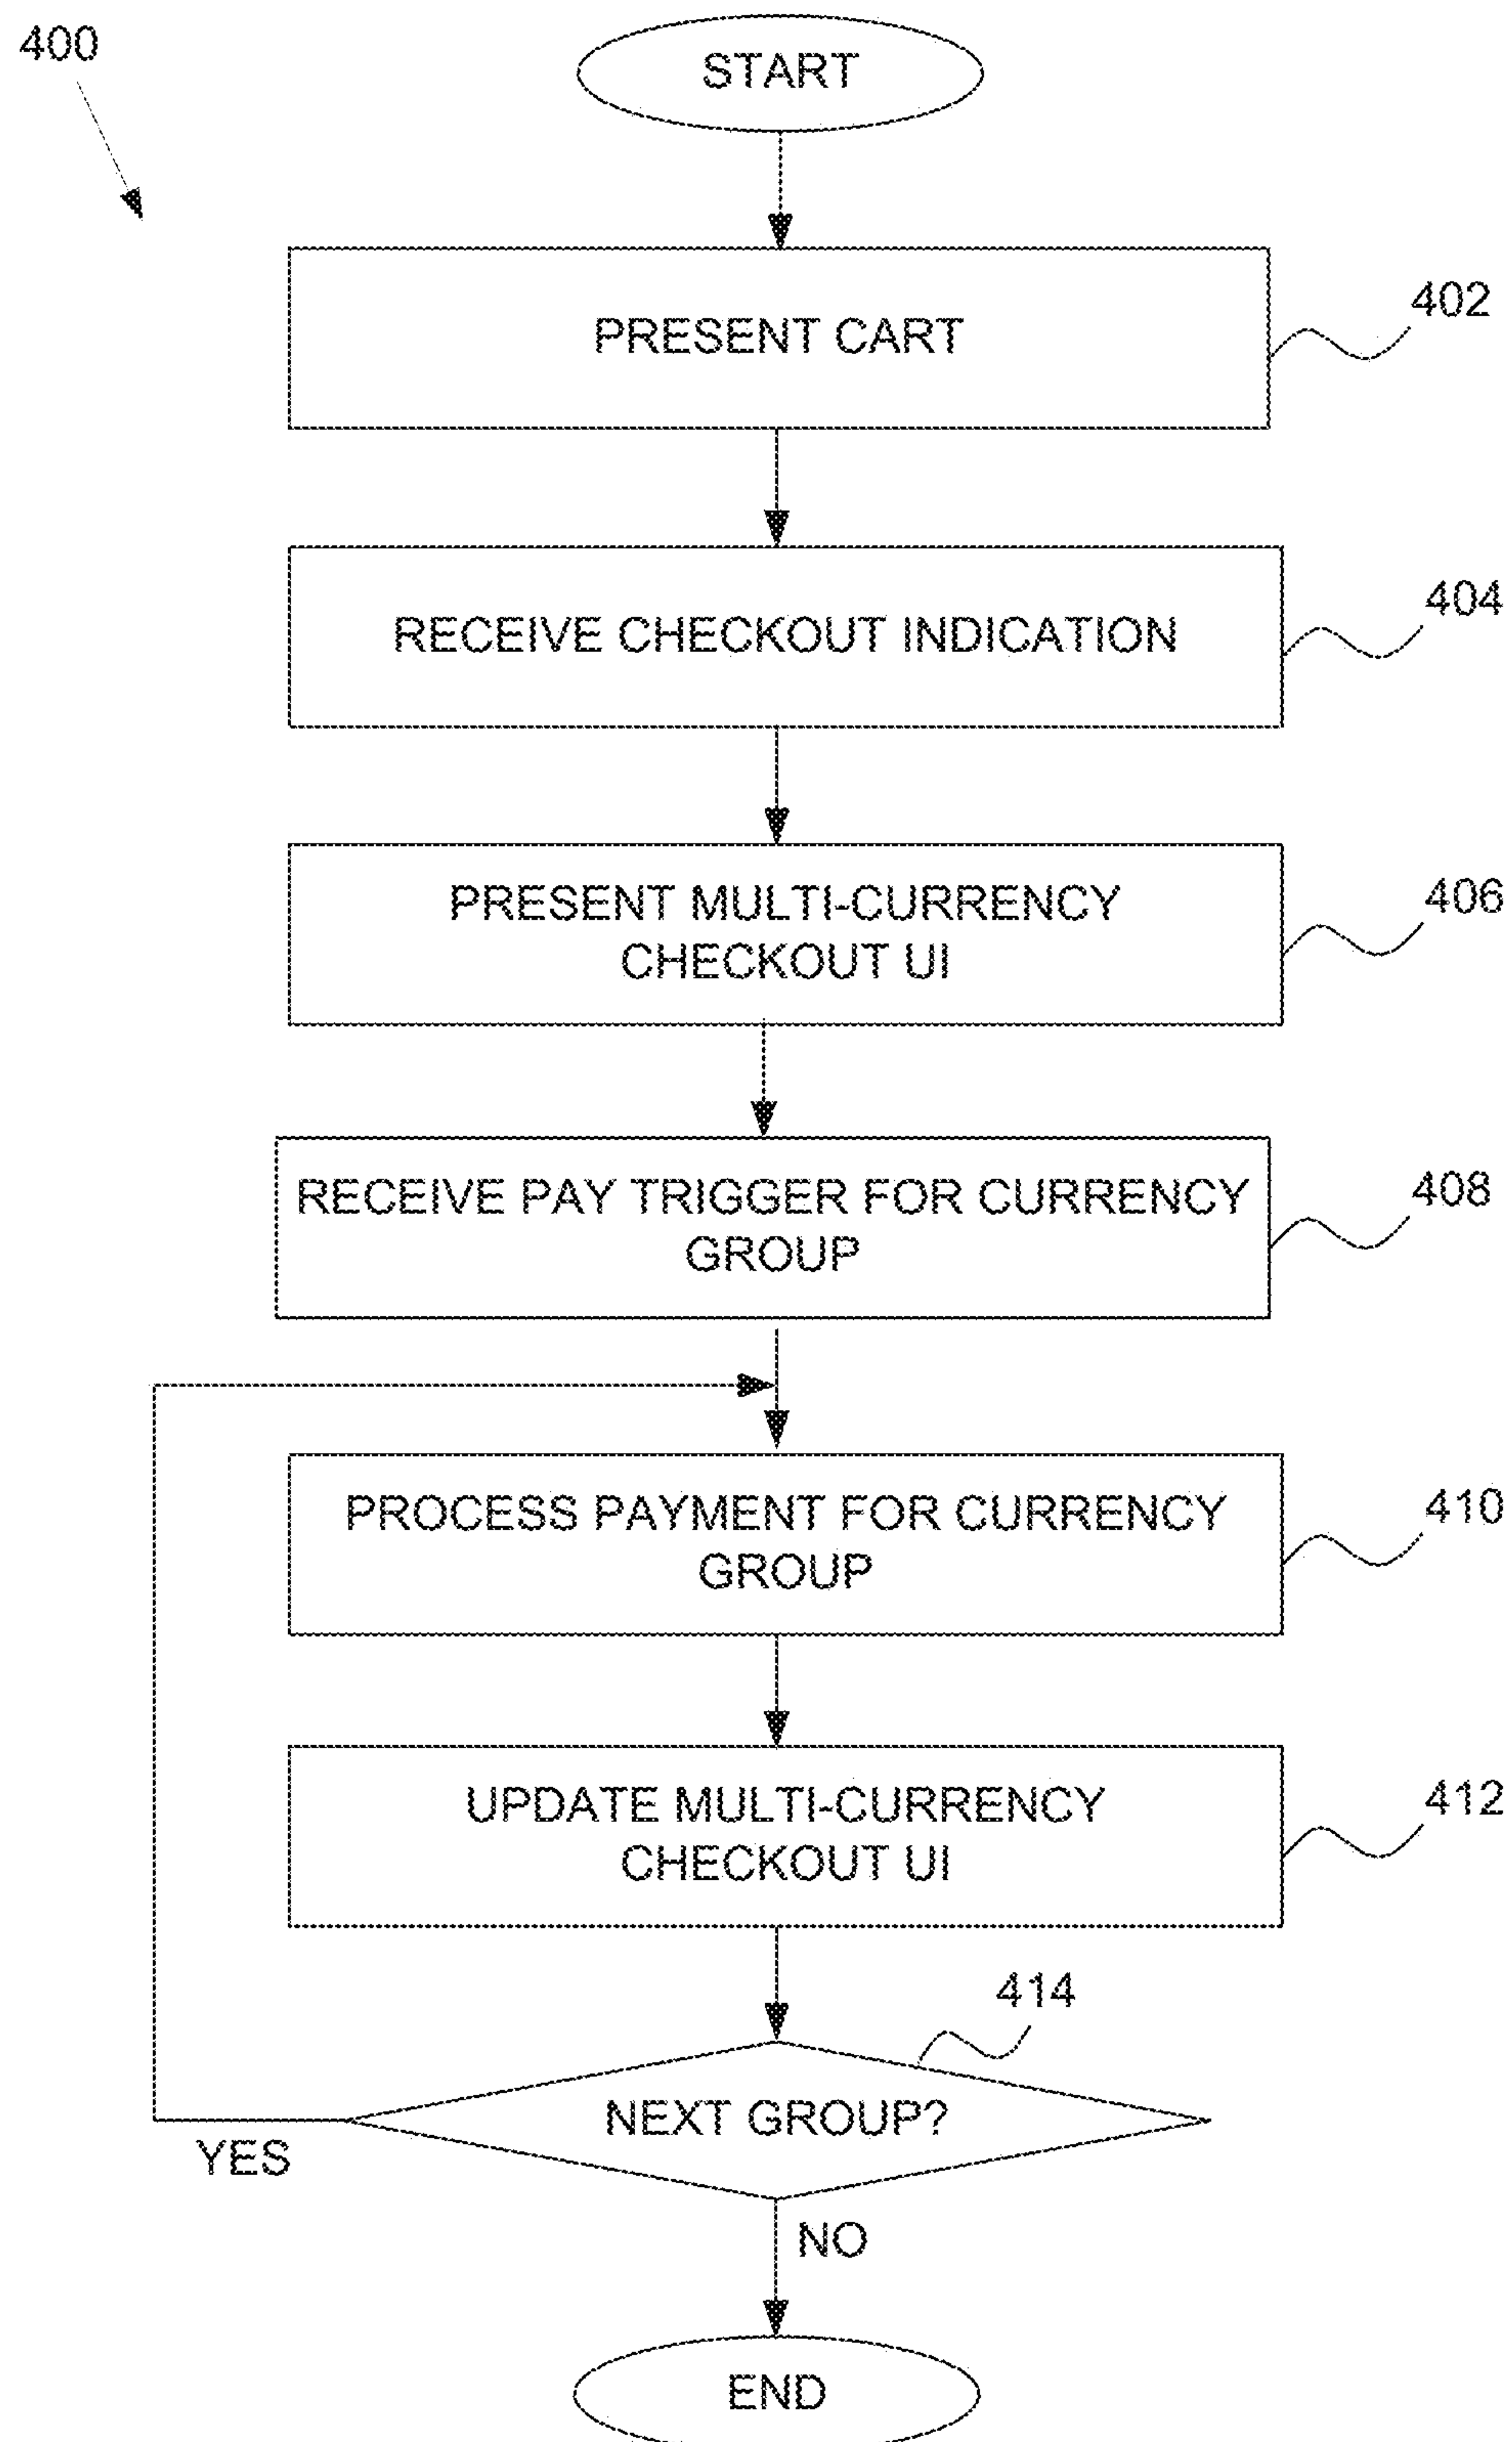 400
START
PRESENT CART
402
RECEIVE CHECKOUT INDICATION
404
PRESENT MULTI-CURRENCY
CHECKOUT UI
406
RECEIVE PAY TRIGGER FOR CURRENCY
GROUP
408
PROCESS PAYMENT FOR CURRENCY
GROUP
410
UPDATE MULTI-CURRENCY
CHECKOUT UI
412
414
NEXT GROUP?
YES
NO
END